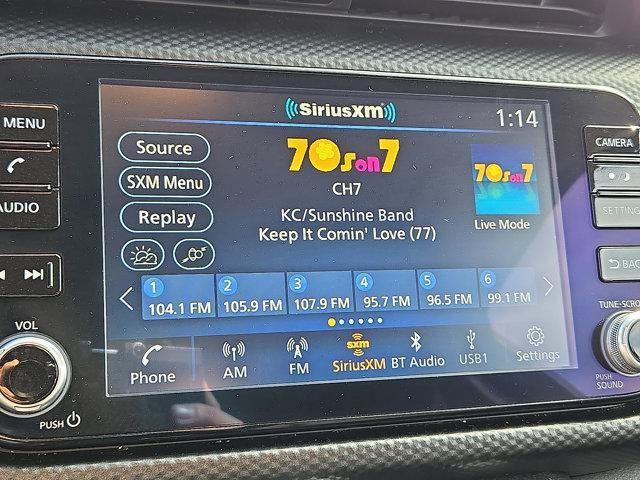 SiriusXM
1:14
MENU
AUDIO
VOL
PUSH
Source
SXM Menu
Replay
70s on 7
CH7
KC/Sunshine Band
Keep It Comin' Love (77)
70s on 7
Live Mode
1 104.1 FM
2 105.9 FM
3 107.9 FM
4 95.7 FM
5 96.5 FM
6 99.1 FM
Phone
AM
FM
sxm
SiriusXM
BT Audio
USB1
Settings
CAMERA
SETTING
BAC
TUNE-SCRO
PUSH
SOUND